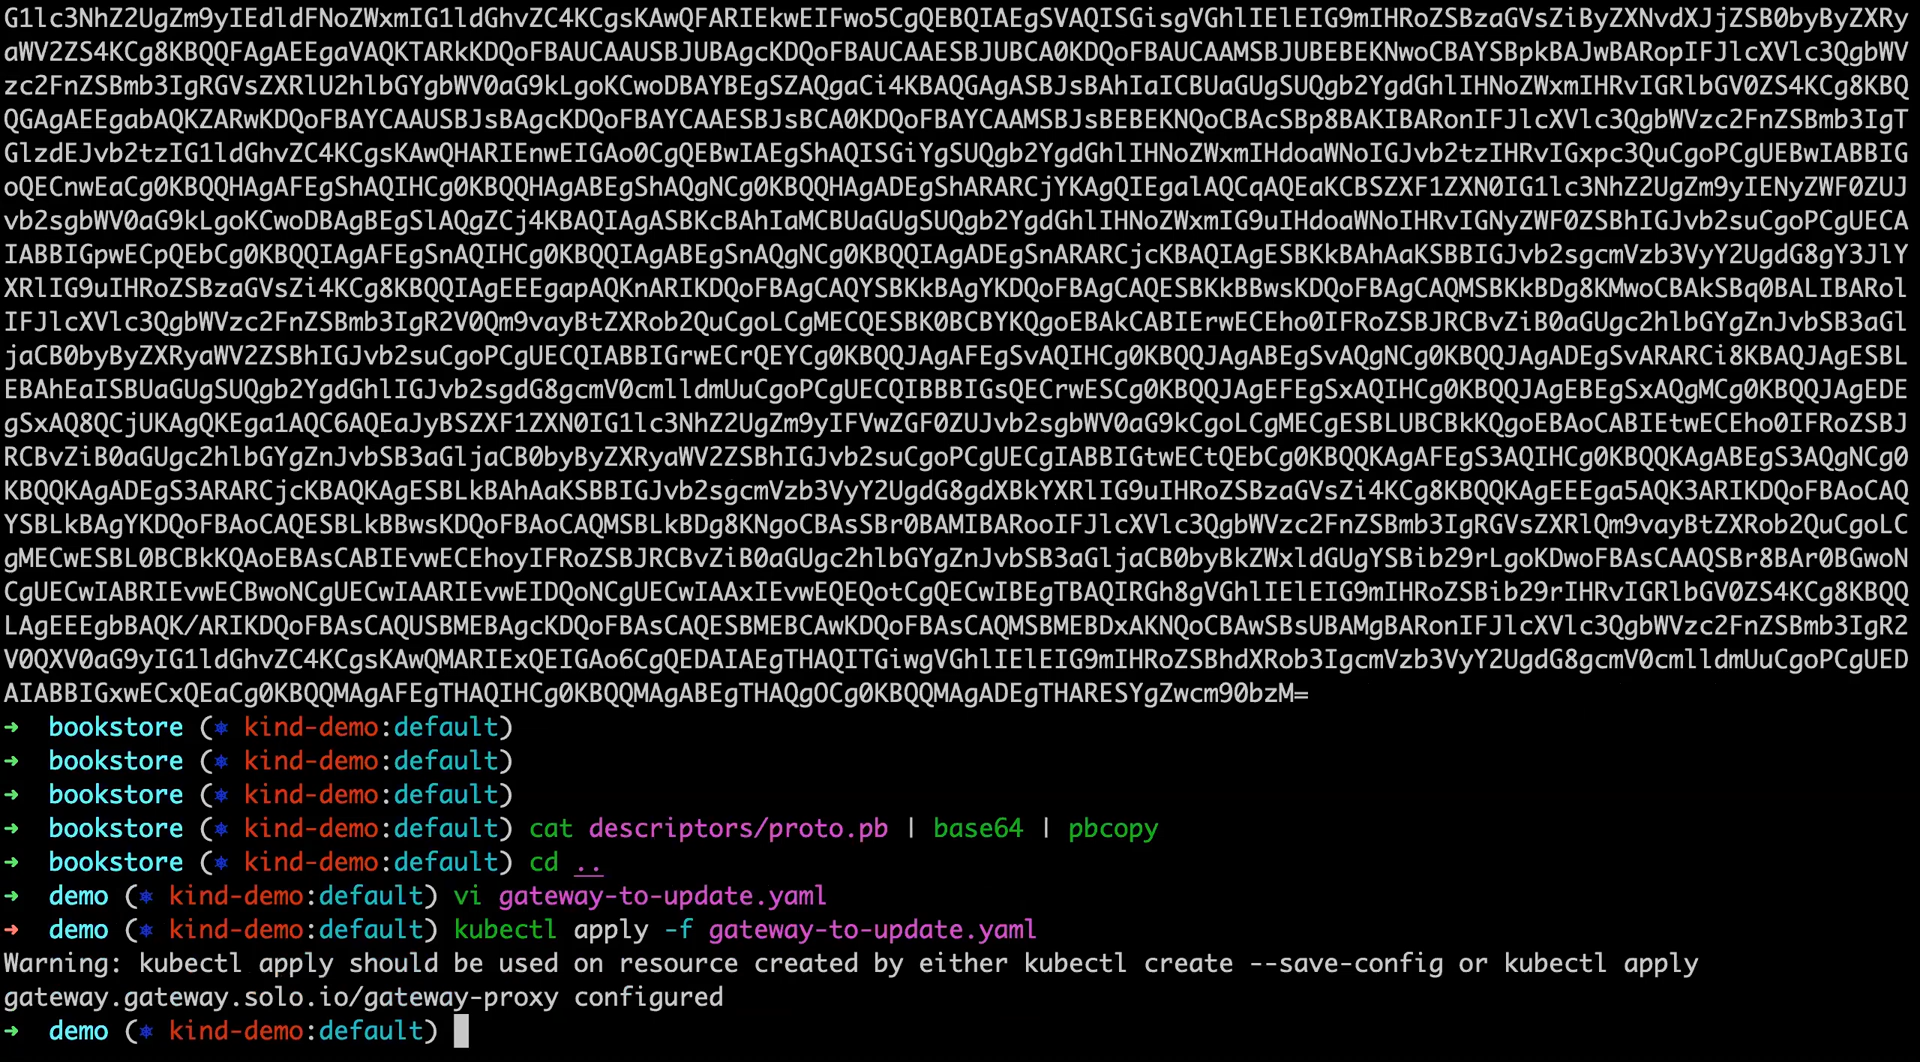 G1lc3NhZ2UgZm9yIEdldFNoZWxmIG1ldGhvZC4KCgsKAwQFARIEkwEIFwo5CgQEBQIAEgSVAQISGisgVGhlIElEIG9mIHRoZSBzaGVsZiByZXNvdXJjZSB0byByZXRy
aWV2ZS4KCg8KBQQFAgAEEgaVAQKTARkKDQoFBAUCAAUSBJUBAgcKDQoFBAUCAAESBJUBCA0KDQoFBAUCAAMSBJUBEBEKNwoCBAYSBpkBAJwBARopIFJlcXVlc3QgbWV
zc2FnZSBmb3IgRGVsZXRlU2hlbGYgbWV0aG9kLgoKCwoDBAYBEgSZAQgaCi4KBAQGAgASBJsBAhIaICBUaGUgSUQgb2YgdGhlIHNoZWxmIHRvIGRlbGV0ZS4KCg8KBQ
QGAgAEEgabAQKZARwKDQoFBAYCAAUSBJsBAgcKDQoFBAYCAAESBJsBCA0KDQoFBAYCAAMSBJsBEBEKNQoCBAcSBp8BAKIBARonIFJlcXVlc3QgbWVzc2FnZSBmb3IgT
GlzdEJvb2tzIG1ldGhvZC4KCgsKAwQHARIEnwEIGAo0CgQEBwIAEgShAQISGiYgSUQgb2YgdGhlIHNoZWxmIHdoaWNoIGJvb2tzIHRvIGxpc3QuCgoPCgUEBwIABBIG
oQECnwEaCg0KBQQHAgAFEgShAQIHCg0KBQQHAgABEgShAQgNCg0KBQQHAgADEgShARARCjYKAgQIEgalAQCqAQEaKCBSZXF1ZXN0IG1lc3NhZ2UgZm9yIENyZWF0ZUJ
vb2sgbWV0aG9kLgoKCwoDBAgBEgSlAQgZCj4KBAQIAgASBKcBAhIaMCBUaGUgSUQgb2YgdGhlIHNoZWxmIG9uIHdoaWNoIHRvIGNyZWF0ZSBhIGJvb2suCgoPCgUECA
IABBIGpwECpQEbCg0KBQQIAgAFEgSnAQIHCg0KBQQIAgABEgSnAQgNCg0KBQQIAgADEgSnARARCjcKBAQIAgESBKkBAhAaKSBBIGJvb2sgcmVzb3VyY2UgdG8gY3JlY
XRlIG9uIHRoZSBzaGVsZi4KCg8KBQQIAgEEEgapAQKnARIKDQoFBAgCAQYSBKkBAgYKDQoFBAgCAQESBKkBBwsKDQoFBAgCAQMSBKkBDg8KMwoCBAkSBq0BALIBARol
IFJlcXVlc3QgbWVzc2FnZSBmb3IgR2V0Qm9vayBtZXRob2QuCgoLCgMECQESBK0BCBYKQgoEBAkCABIErwECEho0IFRoZSBJRCBvZiB0aGUgc2hlbGYgZnJvbSB3aGl
jaCB0byByZXRyaWV2ZSBhIGJvb2suCgoPCgUECQIABBIGrwECrQEYCg0KBQQJAgAFEgSvAQIHCg0KBQQJAgABEgSvAQgNCg0KBQQJAgADEgSvARARCi8KBAQJAgESBL
EBAhEaISBUaGUgSUQgb2YgdGhlIGJvb2sgdG8gcmV0cmlldmUuCgoPCgUECQIBBBIGsQECrwESCg0KBQQJAgEFEgSxAQIHCg0KBQQJAgEBEgSxAQgMCg0KBQQJAgEDE
gSxAQ8QCjUKAgQKEga1AQC6AQEaJyBSZXF1ZXN0IG1lc3NhZ2UgZm9yIFVwZGF0ZUJvb2sgbWV0aG9kCgoLCgMECgESBLUBCBkKQgoEBAoCABIEtwECEho0IFRoZSBJ
RCBvZiB0aGUgc2hlbGYgZnJvbSB3aGljaCB0byByZXRyaWV2ZSBhIGJvb2suCgoPCgUECgIABBIGtwECtQEbCg0KBQQKAgAFEgS3AQIHCg0KBQQKAgABEgS3AQgNCg0
KBQQKAgADEgS3ARARCjcKBAQKAgESBLkBAhAaKSBBIGJvb2sgcmVzb3VyY2UgdG8gdXBkYXRlIG9uIHRoZSBzaGVsZi4KCg8KBQQKAgEEEga5AQK3ARIKDQoFBAoCAQ
YSBLkBAgYKDQoFBAoCAQESBLkBBwsKDQoFBAoCAQMSBLkBDg8KNgoCBAsSBr0BAMIBARooIFJlcXVlc3QgbWVzc2FnZSBmb3IgRGVsZXRlQm9vayBtZXRob2QuCgoLC
gMECwESBL0BCBkKQAoEBAsCABIEvwECEhoyIFRoZSBJRCBvZiB0aGUgc2hlbGYgZnJvbSB3aGljaCB0byBkZWxldGUgYSBib29rLgoKDwoFBAsCAAQSBr8BAr0BGwoN
CgUECwIABRIEvwECBwoNCgUECwIAARIEvwEIDQoNCgUECwIAAxIEvwEQEQotCgQECwIBEgTBAQIRGh8gVGhlIElEIG9mIHRoZSBib29rIHRvIGRlbGV0ZS4KCg8KBQQ
LAgEEEgbBAQK/ARIKDQoFBAsCAQUSBMEBAgcKDQoFBAsCAQESBMEBCAwKDQoFBAsCAQMSBMEBDxAKNQoCBAwSBsUBAMgBARonIFJlcXVlc3QgbWVzc2FnZSBmb3IgR2
V0QXV0aG9yIG1ldGhvZC4KCgsKAwQMARIExQEIGAo6CgQEDAIAEgTHAQITGiwgVGhlIElEIG9mIHRoZSBhdXRob3IgcmVzb3VyY2UgdG8gcmV0cmlldmUuCgoPCgUED
AIABBIGxwECxQEaCg0KBQQMAgAFEgTHAQIHCg0KBQQMAgABEgTHAQgOCg0KBQQMAgADEgTHARESYgZwcm90bzM=
➜ bookstore (⎈ kind-demo:default)
➜ bookstore (⎈ kind-demo:default)
➜ bookstore (⎈ kind-demo:default)
➜ bookstore (⎈ kind-demo:default) cat descriptors/proto.pb | base64 | pbcopy
➜ bookstore (⎈ kind-demo:default) cd ..
➜ demo (⎈ kind-demo:default) vi gateway-to-update.yaml
➜ demo (⎈ kind-demo:default) kubectl apply -f gateway-to-update.yaml
Warning: kubectl apply should be used on resource created by either kubectl create --save-config or kubectl apply
gateway.gateway.solo.io/gateway-proxy configured
➜ demo (⎈ kind-demo:default)